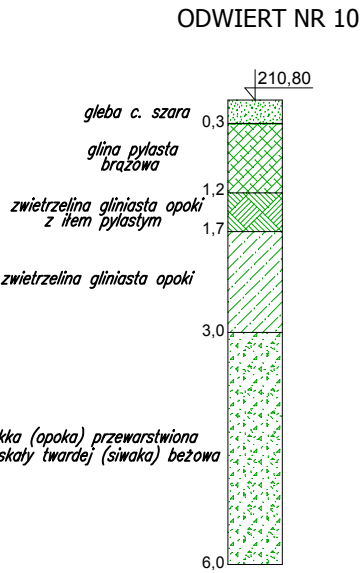 ODWIERT NR 10
210,80
gleba c. szara
0,3
glina pylasta
brązowa
1,2
zwietrzelina gliniasta opoki
z iłem pylastym
1,7
zwietrzelina gliniasta opoki
3,0
(opoka) przewarstwiona
skały twardej (siwaka) beżowa
6,0